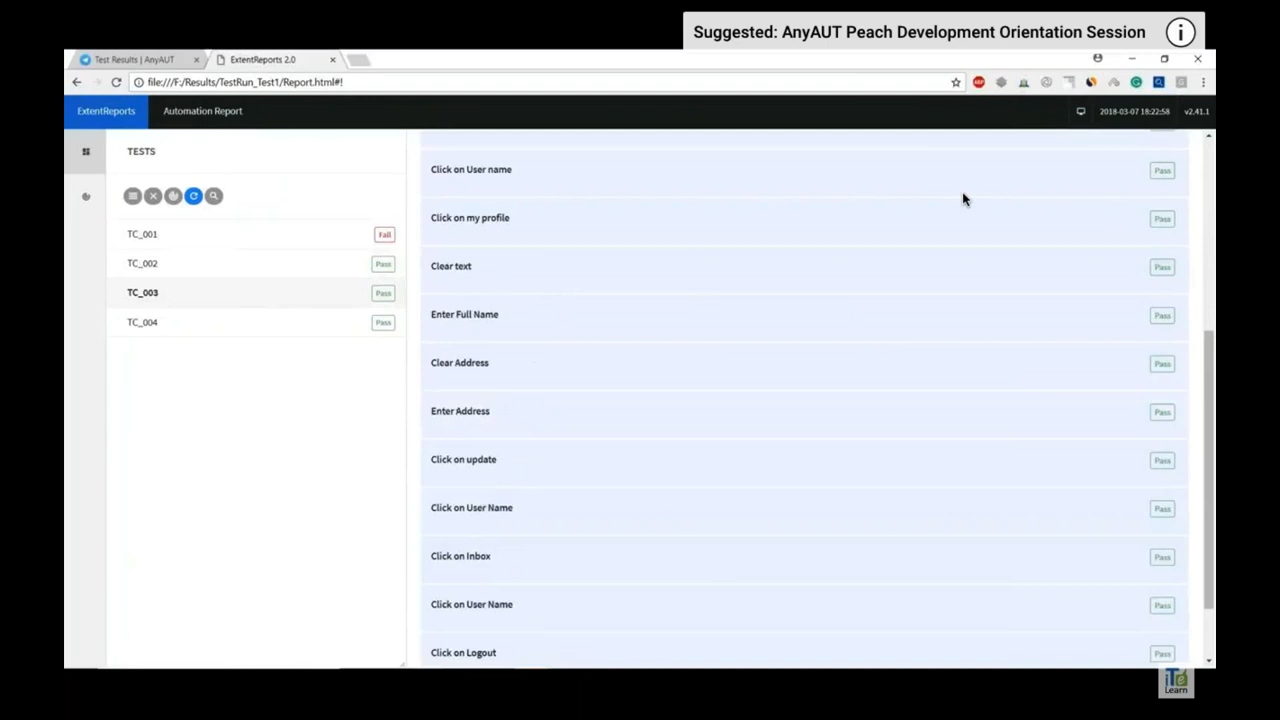 Suggested: AnyAUT Peach Development Orientation Session
Test Results | AnyAUT
ExtentReports 2.0
file:///F:/Results/TestRun_Test1/Report.html#!
ExtentReports
Automation Report
2018-03-07 18:22:58
v2.41.1
TESTS
TC_001 Fail
TC_002 Pass
TC_003 Pass
TC_004 Pass
Click on User name Pass
Click on my profile Pass
Clear text Pass
Enter Full Name Pass
Clear Address Pass
Enter Address Pass
Click on update Pass
Click on User Name Pass
Click on Inbox Pass
Click on User Name Pass
Click on Logout Pass
iTe
Learn